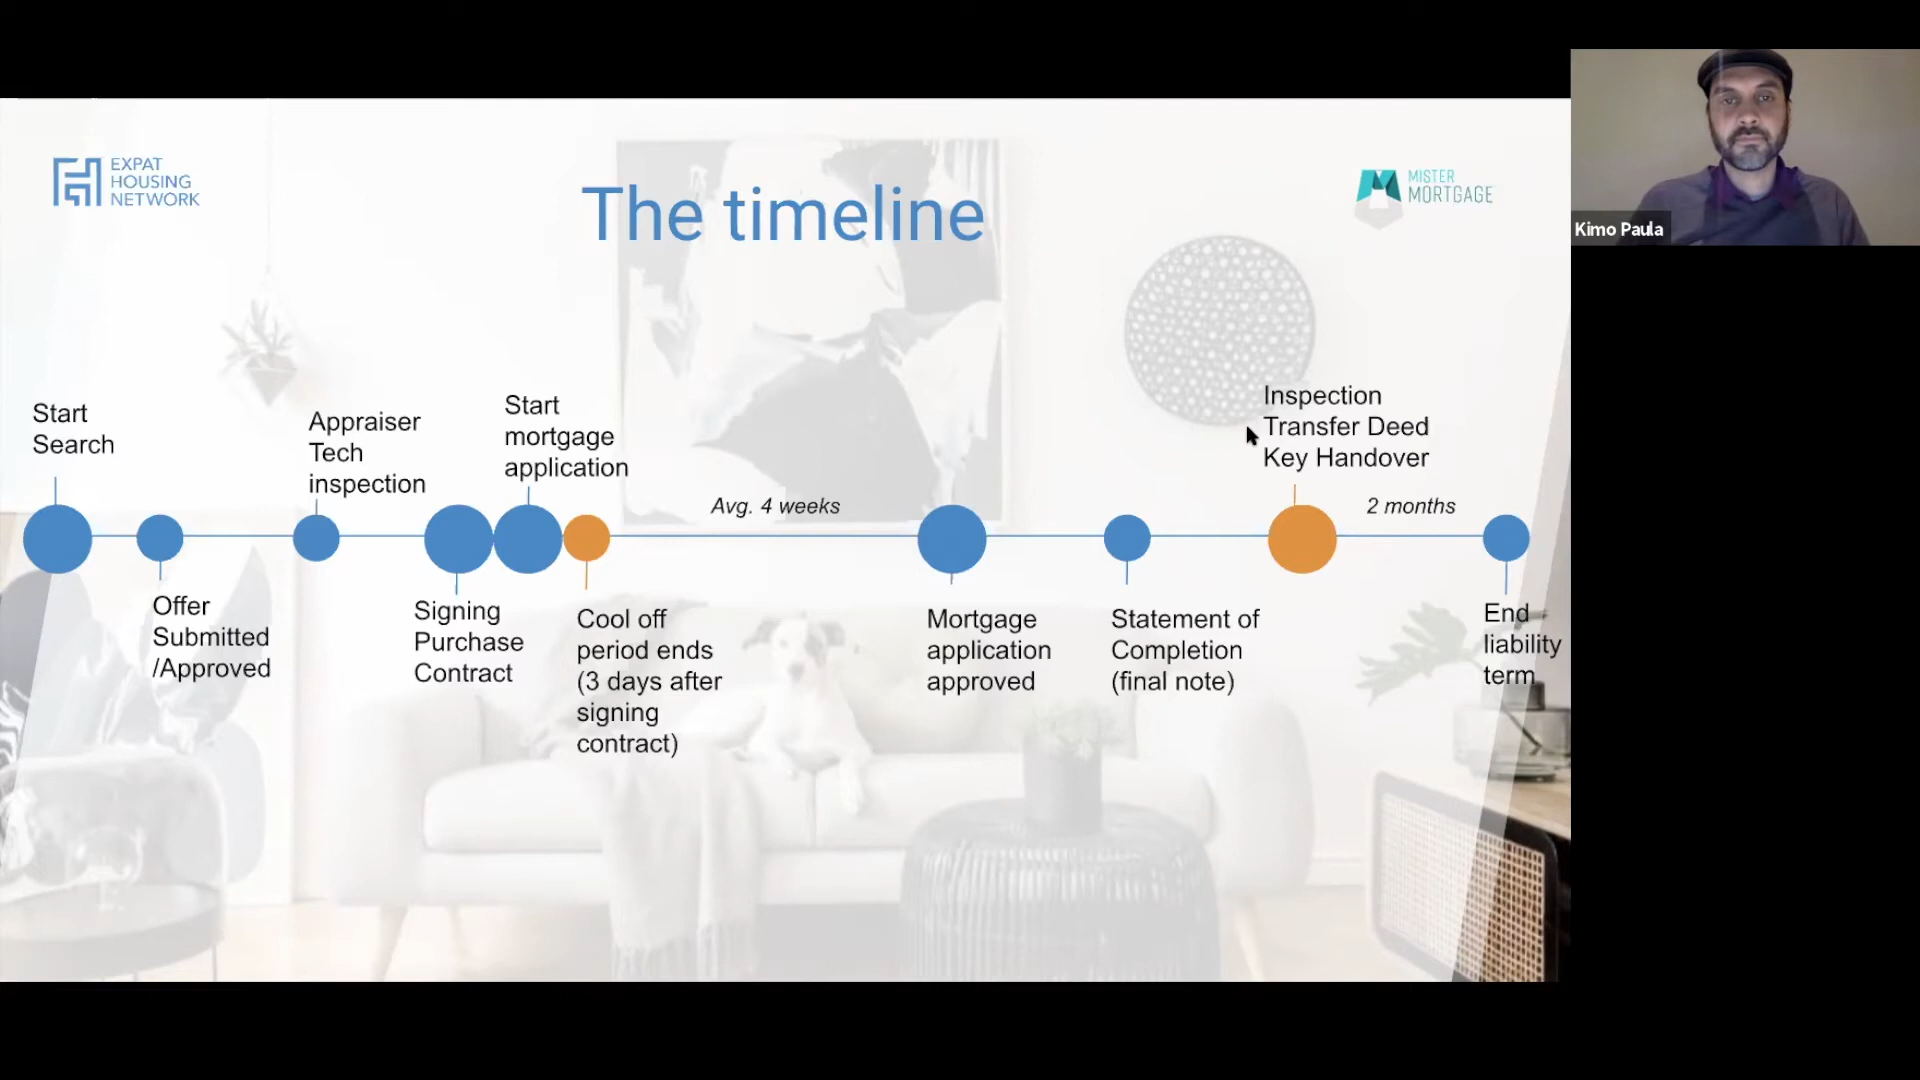 EXPAT
HOUSING
NETWORK
The timeline
MISTER
MORTGAGE
Kimo Paula
Start
Search
Appraiser
Tech
inspection
Start
mortgage
application
Avg. 4 weeks
Inspection
Transfer Deed
Key Handover
2 months
Offer
Submitted
/Approved
Signing
Purchase
Contract
Cool off
period ends
(3 days after
signing
contract)
Mortgage
application
approved
Statement of
Completion
(final note)
End
liability
term